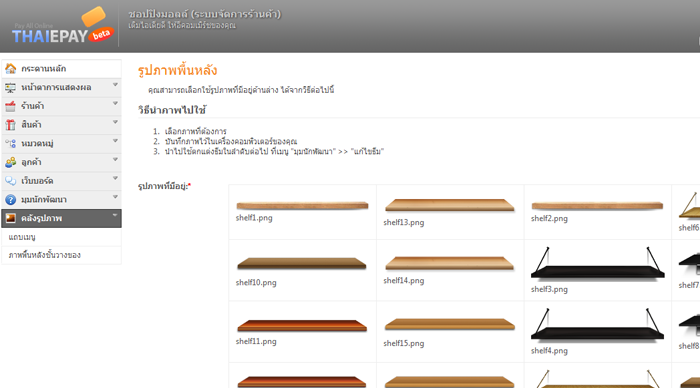 Pay All Online
THAIEPAY beta
ชอปปิงมอลล์ (ระบบจัดการร้านค้า)
เติมไอเดียดี ให้อีคอมเมิร์ซของคุณ
กระดานหลัก
หน้าตาการแสดงผล
ร้านค้า
สินค้า
หมวดหมู่
ลูกค้า
เว็บบอร์ด
มุมนักพัฒนา
คลังรูปภาพ
แถบเมนู
ภาพพื้นหลังชั้นวางของ
รูปภาพพื้นหลัง
คุณสามารถเลือกใช้รูปภาพที่มีอยู่ด้านล่าง ได้จากวิธีต่อไปนี้
วิธีนำภาพไปใช้
1. เลือกภาพที่ต้องการ
2. บันทึกภาพไว้ในเครื่องคอมพิวเตอร์ของคุณ
3. นำไปใช้ตกแต่งธีมในลำดับต่อไป ที่เมนู "มุมนักพัฒนา" >> "แก้ไขธีม"
รูปภาพที่มีอยู่:*
shelf1.png shelf13.png shelf2.png shelf6
shelf10.png shelf14.png shelf3.png shelf7
shelf11.png shelf15.png shelf4.png shelf8